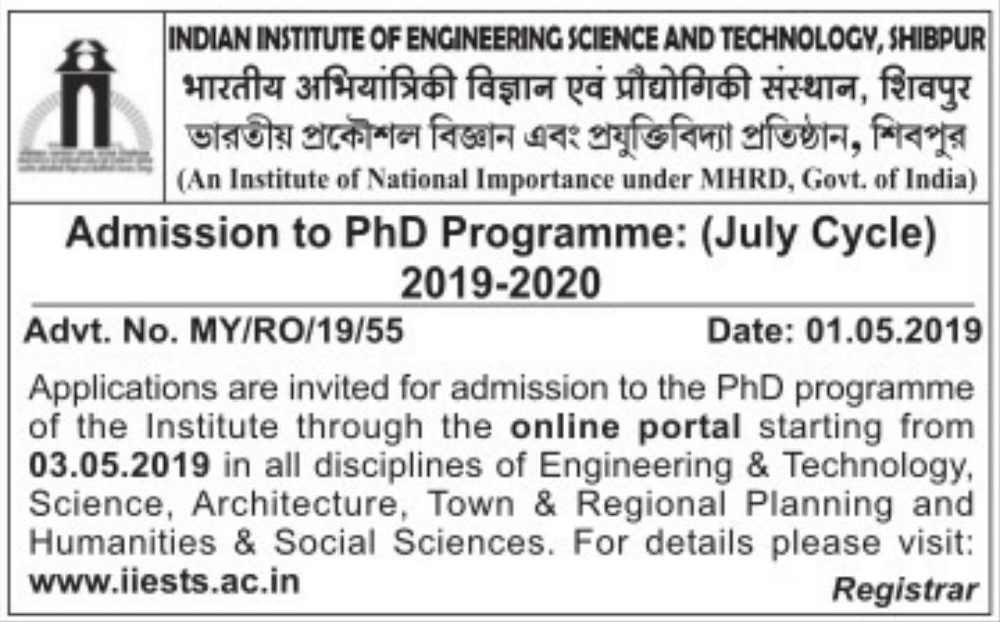 INDIAN INSTITUTE OF ENGINEERING SCIENCE AND TECHNOLOGY, SHIBPUR
भारतीय अभियांत्रिकी विज्ञान एवं प्रौद्योगिकी संस्थान, शिवपुर
ভারতীয় প্রকৌশল বিজ্ঞান এবং প্রযুক্তিবিদ্যা প্রতিষ্ঠান, শিবপুর
(An Institute of National Importance under MHRD, Govt. of India)
Admission to PhD Programme: (July Cycle)
2019-2020
Advt. No. MY/RO/19/55 Date: 01.05.2019
Applications are invited for admission to the PhD programme
of the Institute through the online portal starting from
03.05.2019 in all disciplines of Engineering & Technology,
Science, Architecture, Town & Regional Planning and
Humanities & Social Sciences. For details please visit:
www.iiests.ac.in Registrar